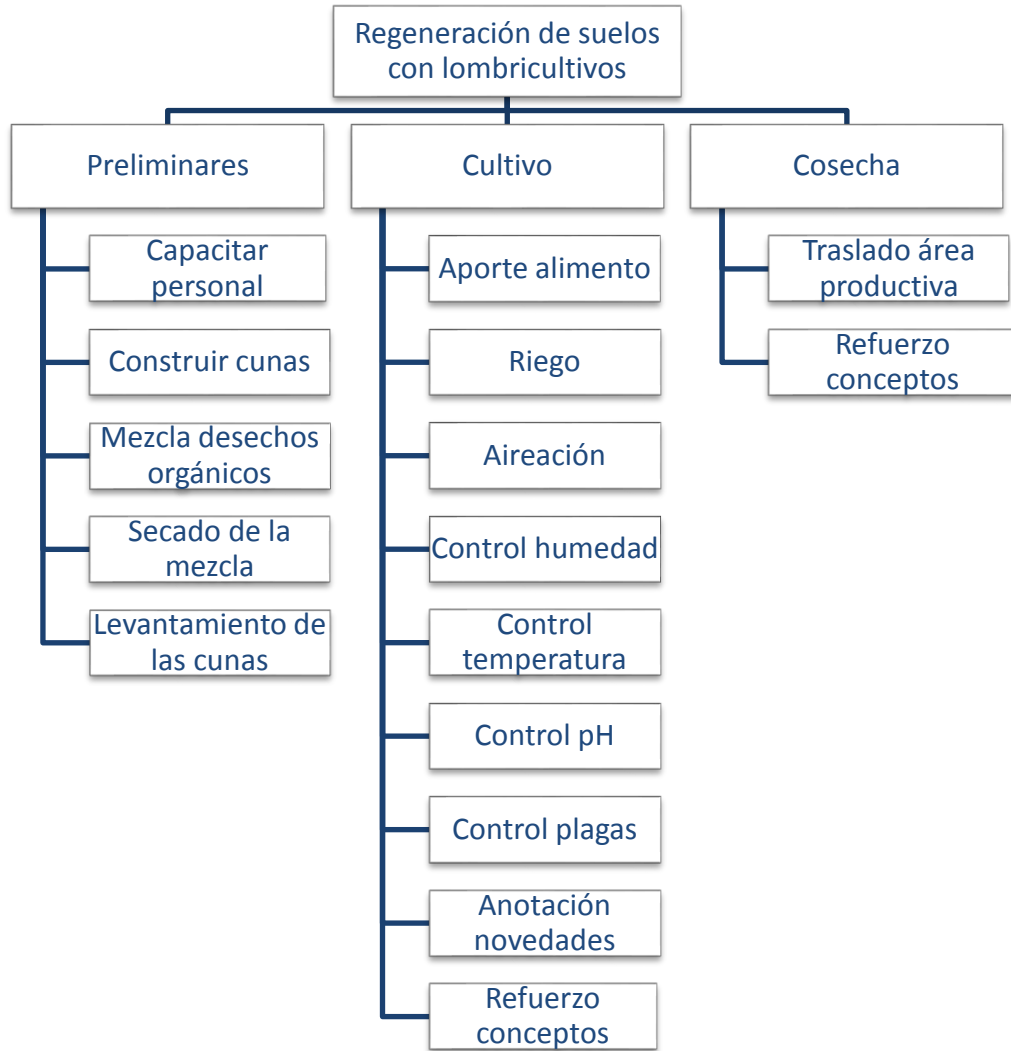 Regeneración de suelos
con lombricultivos
Preliminares
Cultivo
Cosecha
Capacitar
personal
Construir cunas
Mezcla desechos
orgánicos
Secado de la
mezcla
Levantamiento de
las cunas
Aporte alimento
Riego
Aireación
Control humedad
Control
temperatura
Control pH
Control plagas
Anotación
novedades
Refuerzo
conceptos
Traslado área
productiva
Refuerzo
conceptos